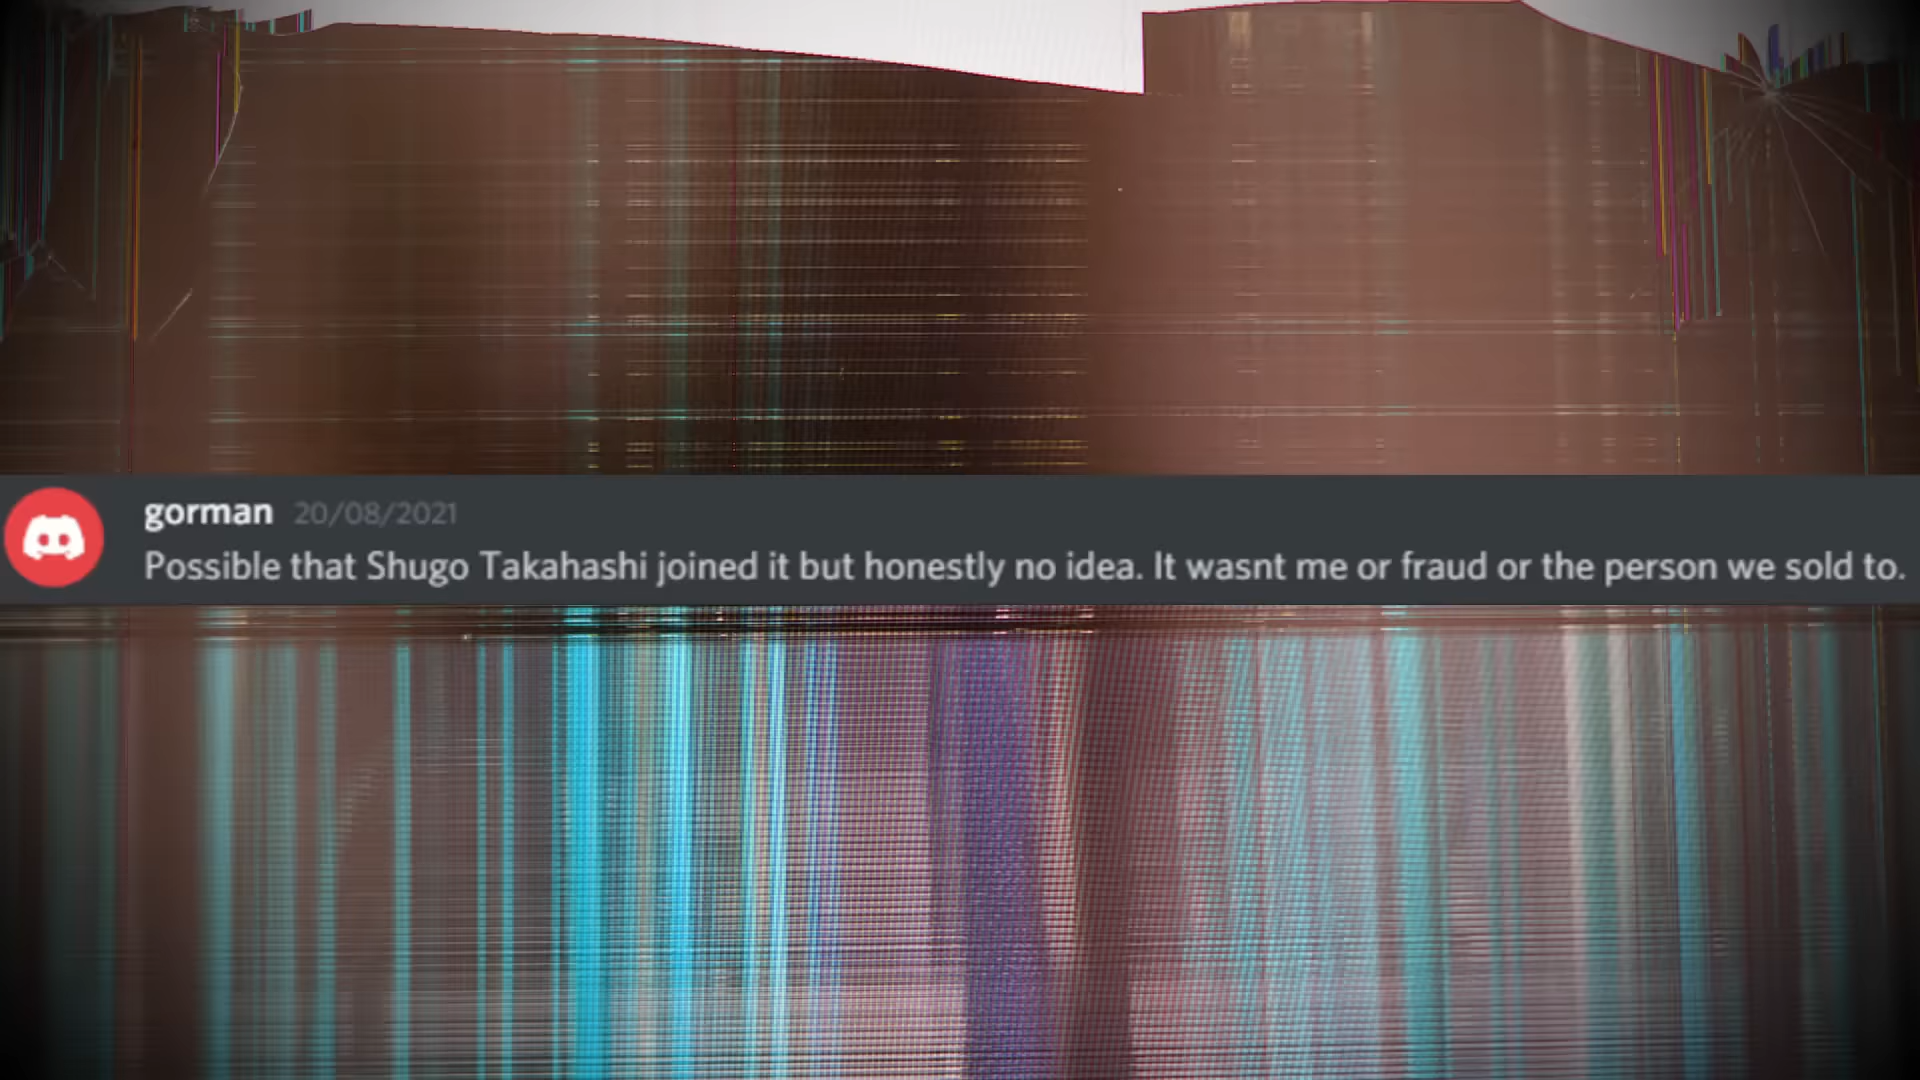 gorman 20/08/2021
Possible that Shugo Takahashi joined it but honestly no idea. It wasnt me or fraud or the person we sold to.